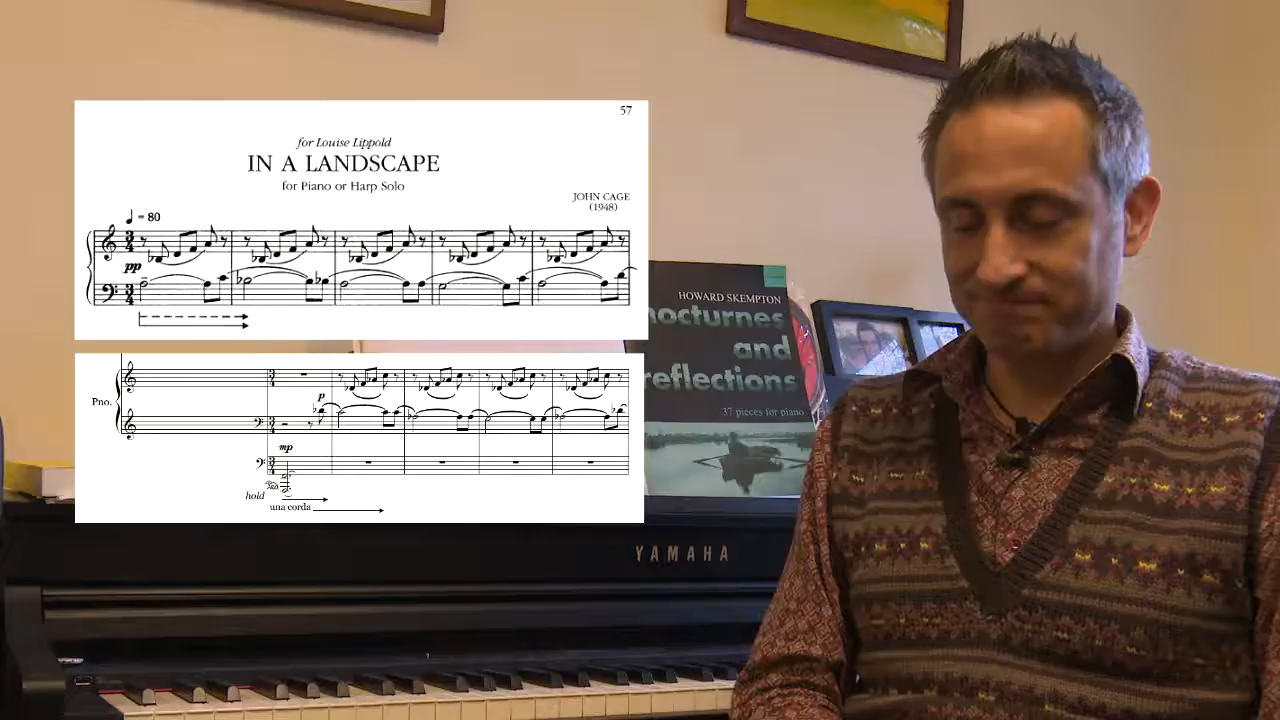 57
for Louise Lippold
IN A LANDSCAPE
for Piano or Harp Solo
JOHN CAGE
(1948)
= 80
pp
Pno.
p
mp
hold
una corda
HOWARD SKEMPTON
nocturnes
and
reflections
37 pieces for piano
YAMAHA